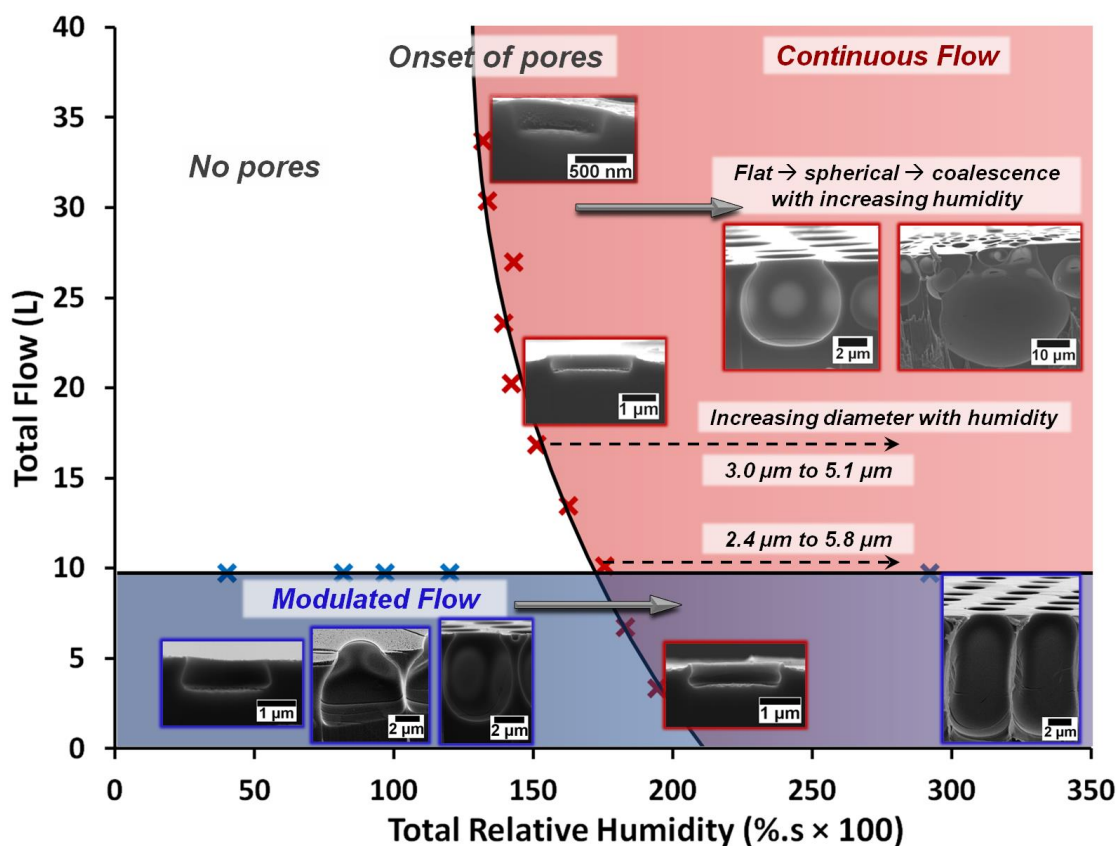 40
35
30
25
20
15
10
5
0
Total Flow (L)
Onset of pores
Continuous Flow
No pores
500 nm
Flat → spherical → coalescence
with increasing humidity
2 µm
10 µm
1 µm
Increasing diameter with humidity
3.0 µm to 5.1 µm
2.4 µm to 5.8 µm
Modulated Flow
1 µm
2 µm
2 µm
1 µm
2 µm
0 50 100 150 200 250 300 350
Total Relative Humidity (%.s × 100)